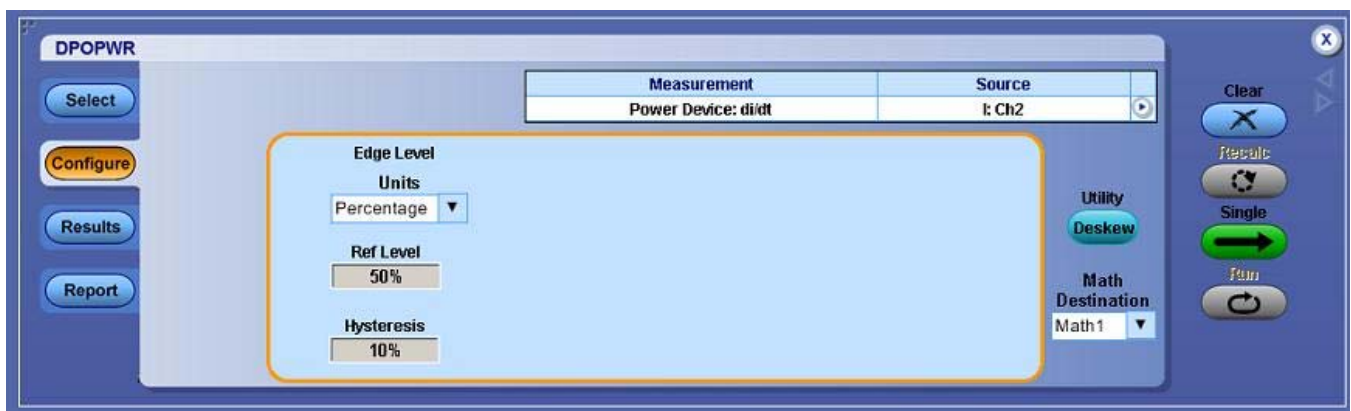 DPOPWR
Select
Configure
Results
Report
Measurement Source
Power Device: di/dt I: Ch2
Edge Level
Units
Percentage
Ref Level
50%
Hysteresis
10%
Utility
Deskew
Math
Destination
Math1
Clear
Recalc
Single
Run
X